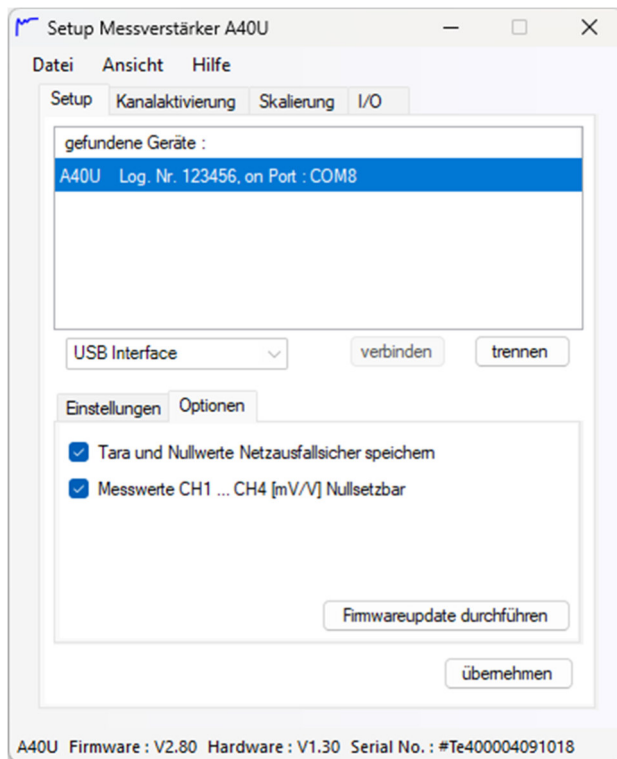 Setup Messverstärker A40U
Datei Ansicht Hilfe
Setup Kanalaktivierung Skalierung I/O
gefundene Geräte :
A40U Log. Nr. 123456, on Port : COM8
USB Interface verbinden trennen
Einstellungen Optionen
Tara und Nullwerte Netzausfallsicher speichern
Messwerte CH1 ... CH4 [mV/V] Nullsetzbar
Firmwareupdate durchführen
übernehmen
A40U Firmware : V2.80 Hardware : V1.30 Serial No. : #Te400004091018